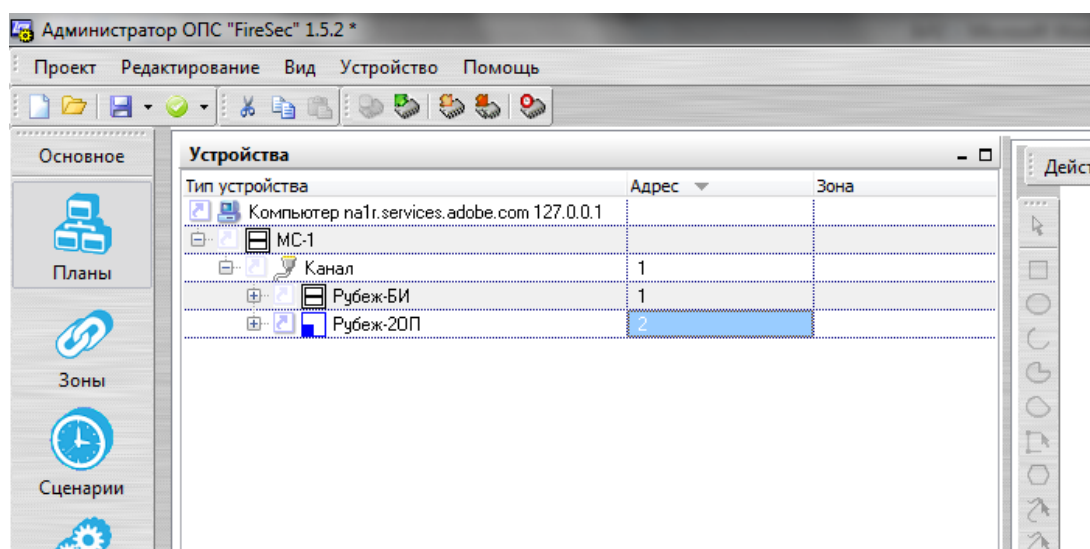 Администратор ОПС "FireSec" 1.5.2 *
Проект Редактирование Вид Устройство Помощь
Основное
Устройства
Тип устройства Адрес Зона
Компьютер na1r.services.adobe.com 127.0.0.1
МС-1
Канал 1
Рубеж-БИ 1
Рубеж-2ОП 2
Планы
Зоны
Сценарии
Дейст